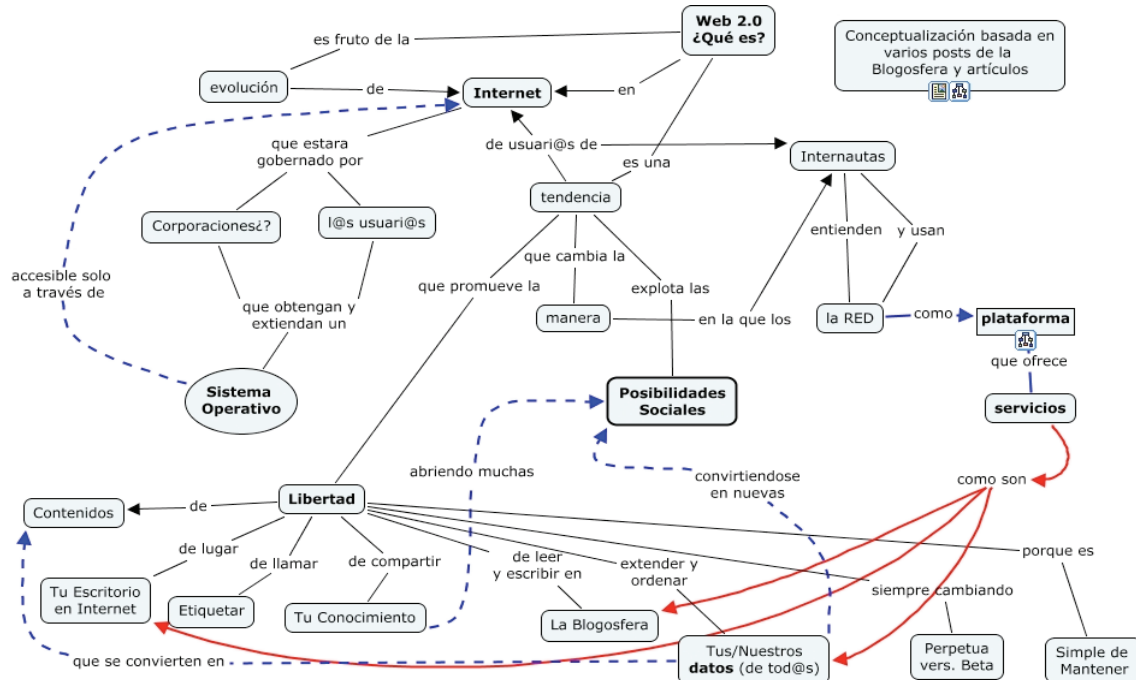 Web 2.0
¿Qué es?
Conceptualización basada en
varios posts de la
Blogosfera y artículos
es fruto de la
evolución
de
Internet
en
que estara
gobernado por
de usuari@s de
es una
Internautas
tendencia
Corporaciones¿?
l@s usuari@s
entienden
y usan
accesible solo
a través de
que obtengan y
extiendan un
que promueve la
que cambia la
explota las
manera
en la que los
la RED
como
plataforma
que ofrece
Sistema
Operativo
Posibilidades
Sociales
servicios
abriendo muchas
convirtiendose
en nuevas
como son
Contenidos
de
Libertad
de lugar
de llamar
de compartir
de leer
y escribir en
extender y
ordenar
siempre cambiando
porque es
Tu Escritorio
en Internet
Etiquetar
Tu Conocimiento
La Blogosfera
que se convierten en
Tus/Nuestros
datos (de tod@s)
Perpetua
vers. Beta
Simple de
Mantener